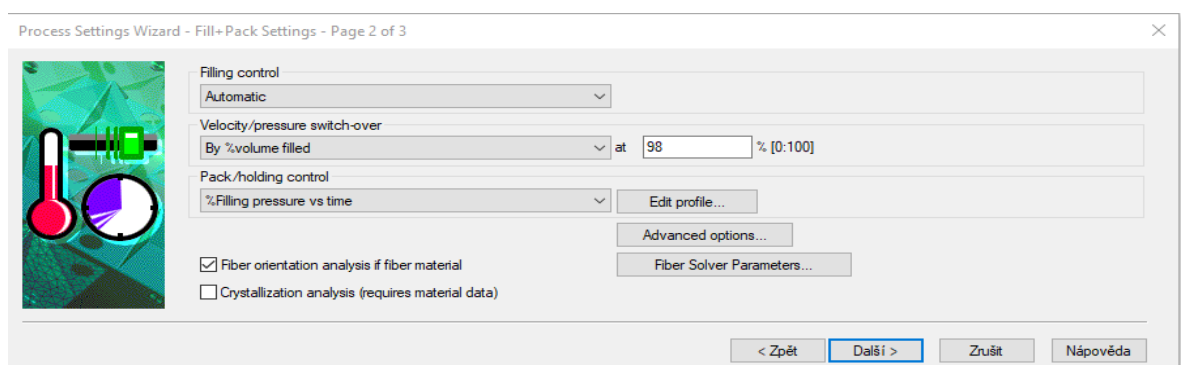 Process Settings Wizard - Fill+Pack Settings - Page 2 of 3
Filling control
Automatic
Velocity/pressure switch-over
By %volume filled at 98 % [0:100]
Pack/holding control
%Filling pressure vs time Edit profile...
Advanced options...
Fiber orientation analysis if fiber material Fiber Solver Parameters...
Crystallization analysis (requires material data)
< Zpět Další > Zrušit Nápověda